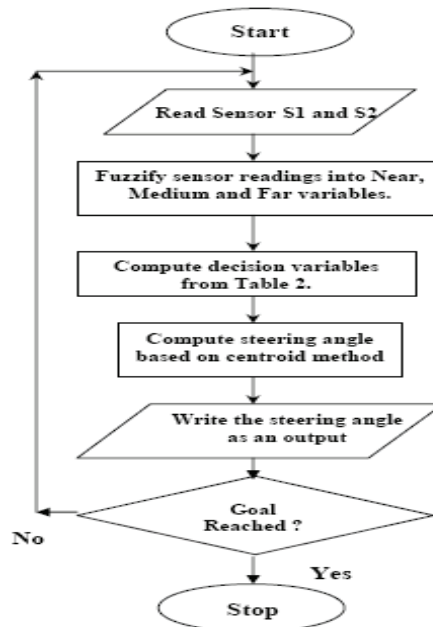 Start
Read Sensor S1 and S2
Fuzzify sensor readings into Near,
Medium and Far variables.
Compute decision variables
from Table 2.
Compute steering angle
based on centroid method
Write the steering angle
as an output
Goal
Reached ?
No
Yes
Stop